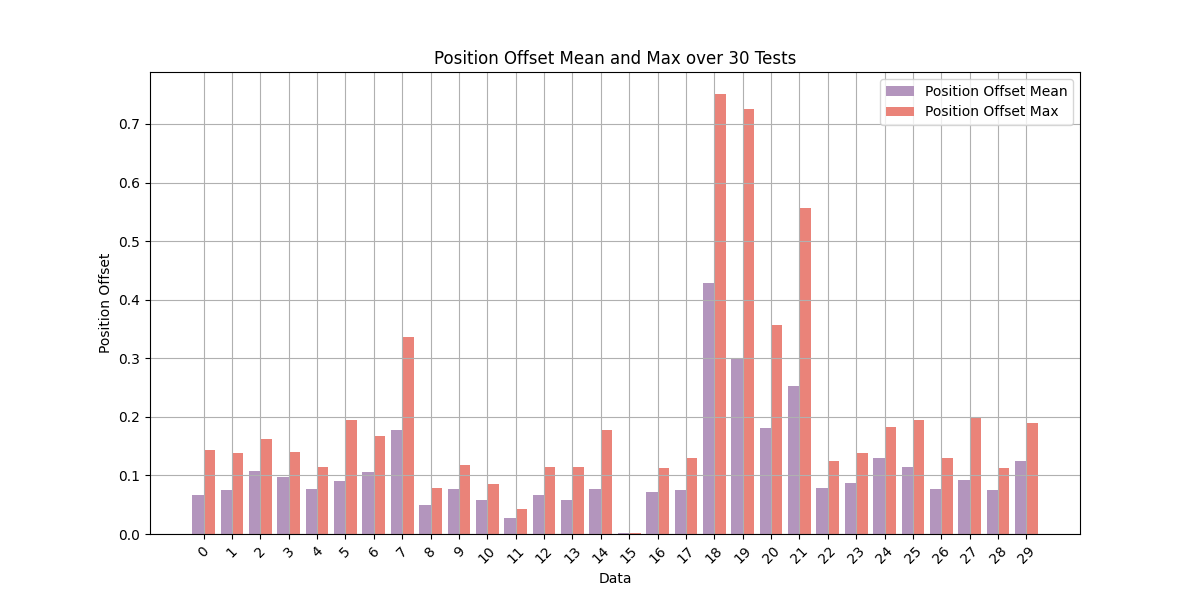 Position Offset Mean and Max over 30 Tests
Position Offset Mean
Position Offset Max
Position Offset
0.7
0.6
0.5
0.4
0.3
0.2
0.1
0.0
0 1 2 3 4 5 6 7 8 9 10 11 12 13 14 15 16 17 18 19 20 21 22 23 24 25 26 27 28 29
Data